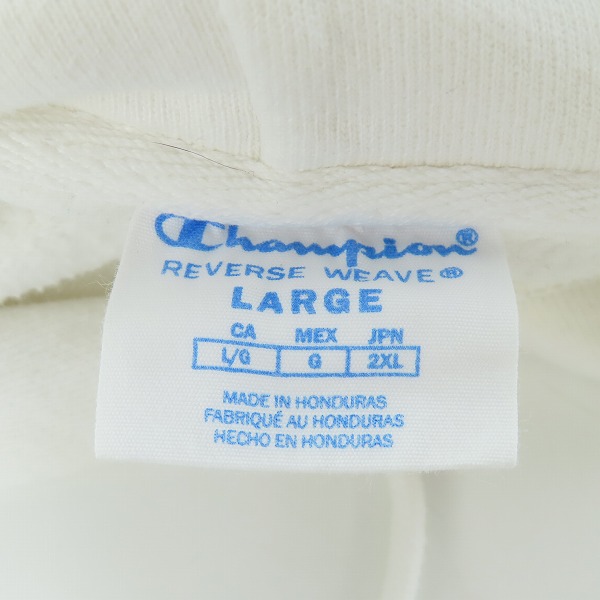 Champion®
REVERSE WEAVE®
LARGE
CA MEX JPN
L/G G 2XL
MADE IN HONDURAS
FABRIQUÉ AU HONDURAS
HECHO EN HONDURAS